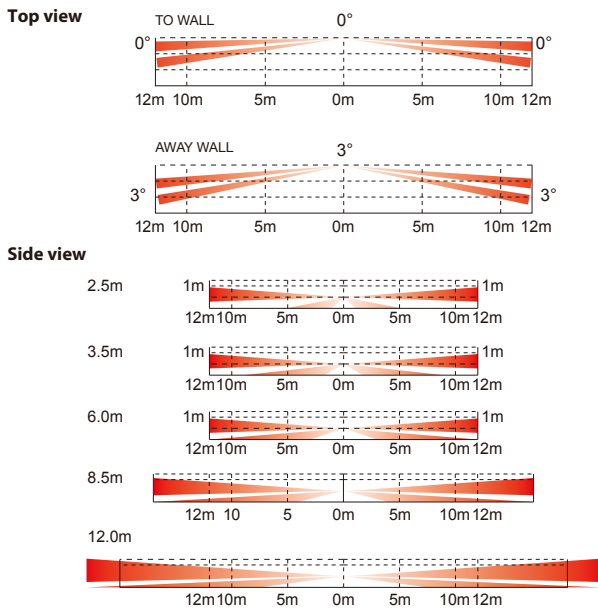 Top view
TO WALL
0°
0° 0°
12m 10m 5m 0m 5m 10m 12m
AWAY WALL
3°
3° 3°
12m 10m 5m 0m 5m 10m 12m
Side view
2.5m 1m 1m
12m 10m 5m 0m 5m 10m 12m
3.5m 1m 1m
12m 10m 5m 0m 5m 10m 12m
6.0m 1m 1m
12m 10m 5m 0m 5m 10m 12m
8.5m
12m 10 5 0m 5m 10m 12m
12.0m
12m 10m 5m 0m 5m 10m 12m